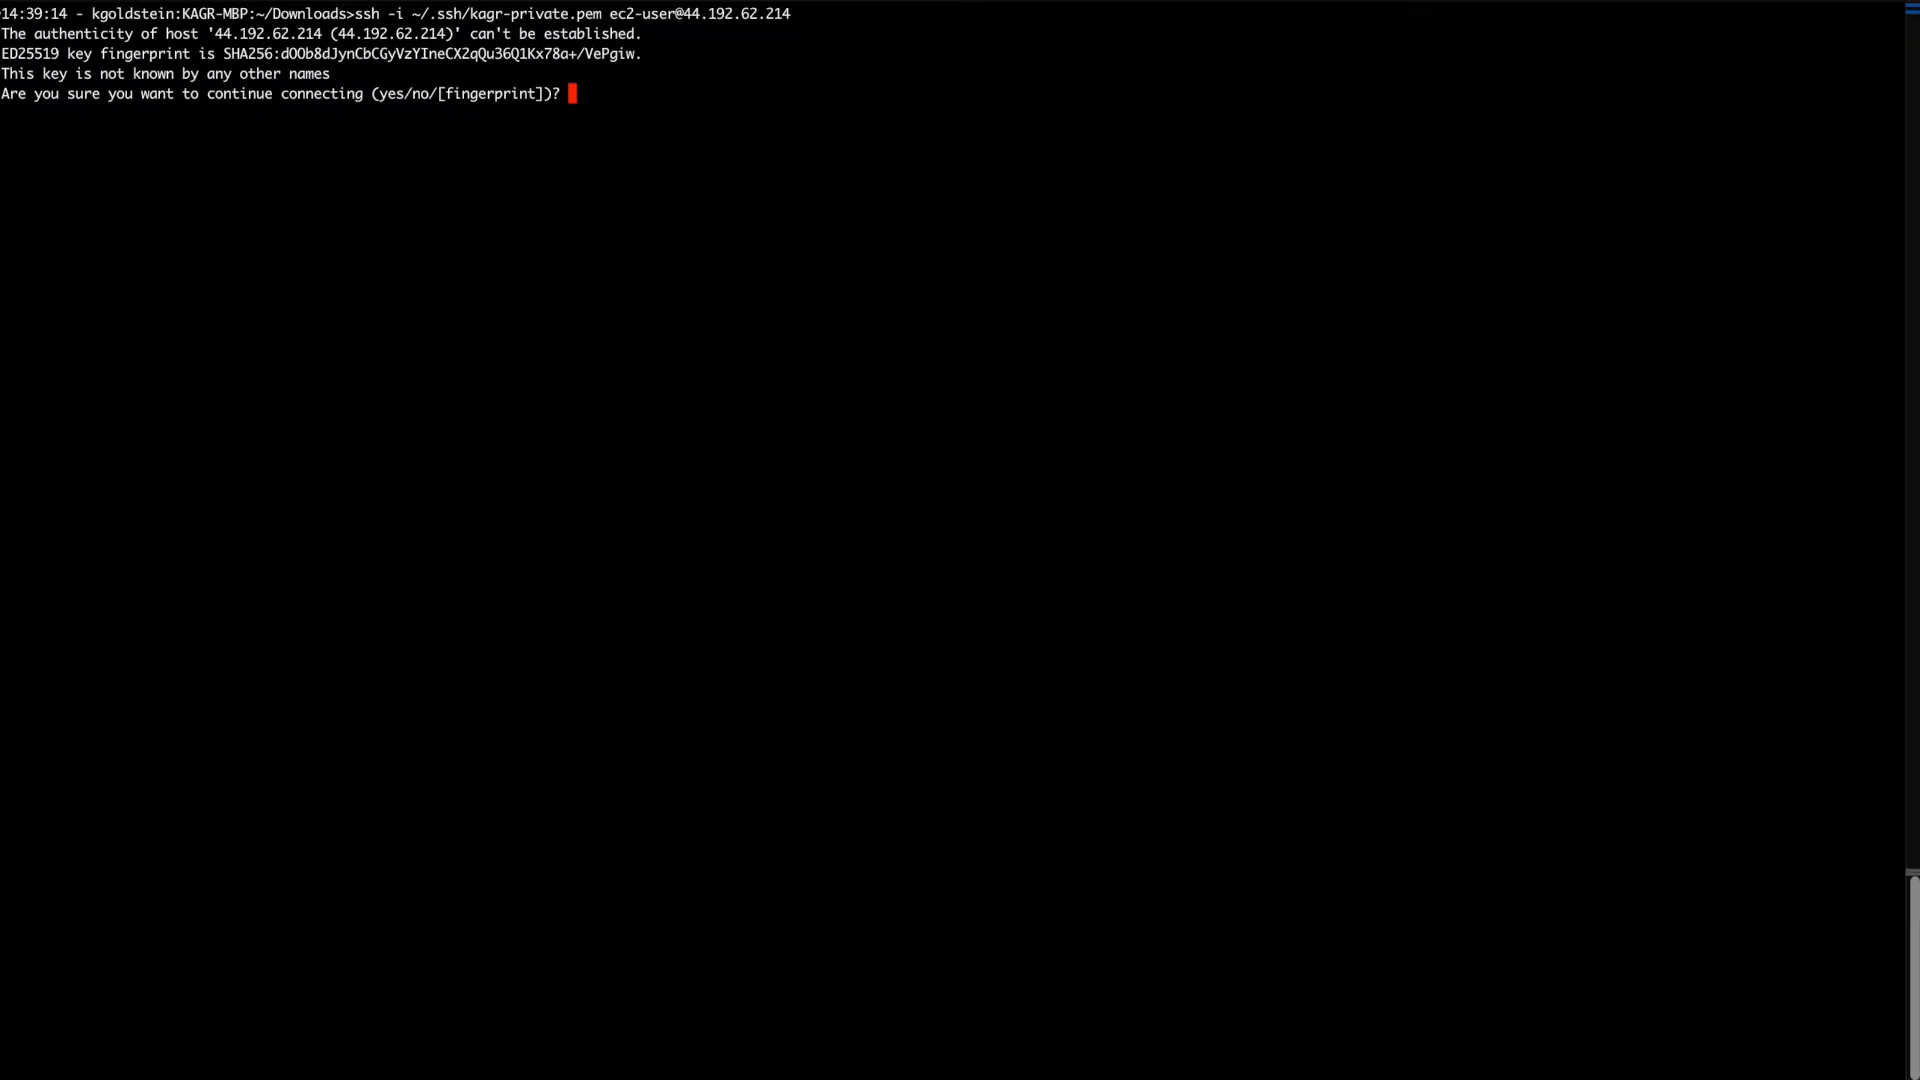 14:39:14 - kgoldstein:KAGR-MBP:~/Downloads>ssh -i ~/.ssh/kagr-private.pem ec2-user@44.192.62.214
The authenticity of host '44.192.62.214 (44.192.62.214)' can't be established.
ED25519 key fingerprint is SHA256:dOOb8dJynCbCGyVzYIneCX2qQu36Q1Kx78a+/VePgiw.
This key is not known by any other names
Are you sure you want to continue connecting (yes/no/[fingerprint])?